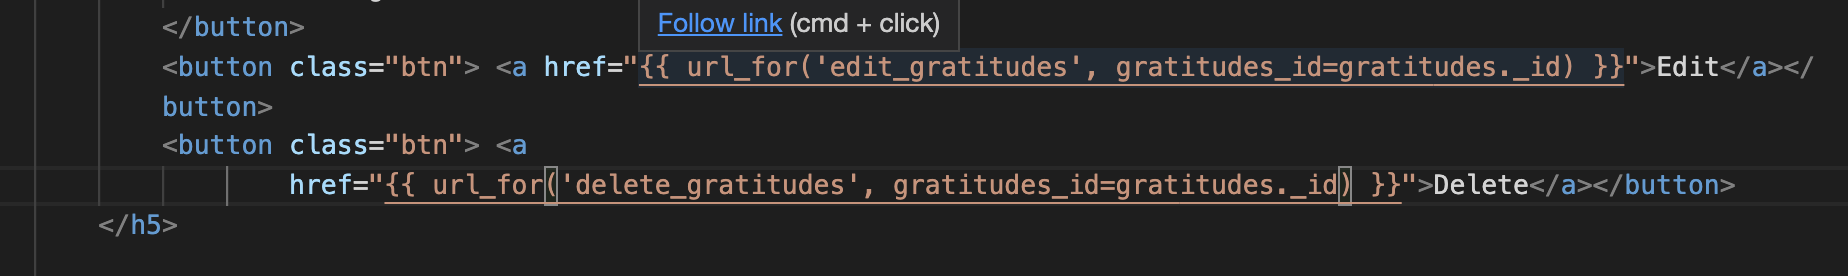 </button>
Follow link (cmd + click)
<button class="btn"> <a href="{{ url_for('edit_gratitudes', gratitudes_id=gratitudes._id) }}">Edit</a></
button>
<button class="btn"> <a
href="{{ url_for('delete_gratitudes', gratitudes_id=gratitudes._id) }}">Delete</a></button>
</h5>